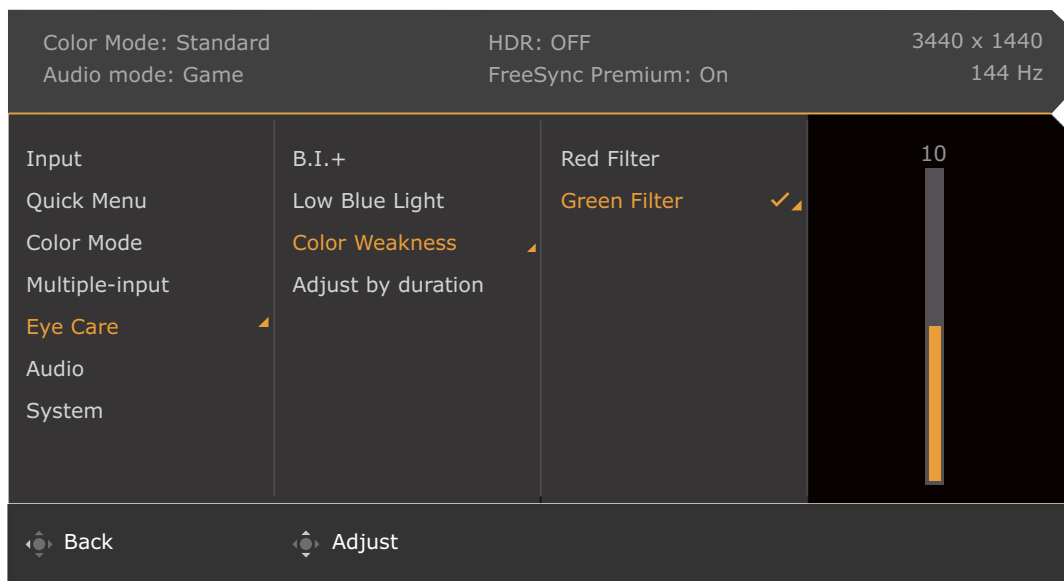 Color Mode: Standard
HDR: OFF
3440 x 1440
Audio mode: Game
FreeSync Premium: On
144 Hz
Input
Quick Menu
Color Mode
Multiple-input
Eye Care
Audio
System
B.I.+
Low Blue Light
Color Weakness
Adjust by duration
Red Filter
Green Filter
10
Back
Adjust